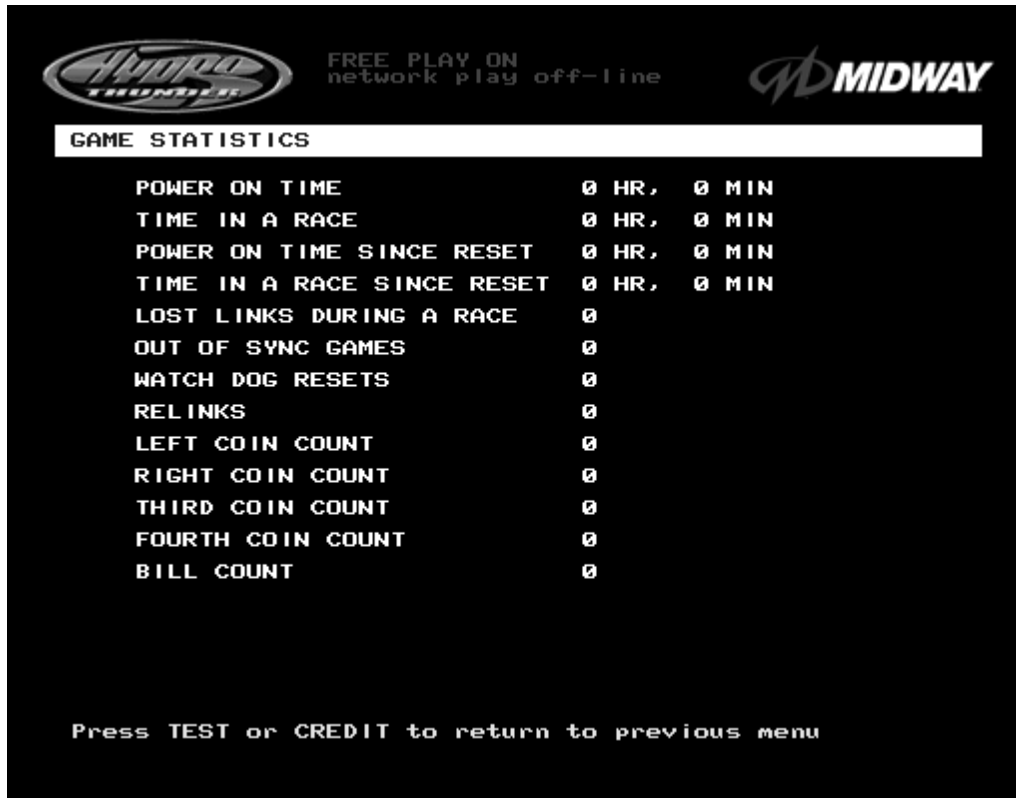 HYDRO
THUNDER
FREE PLAY ON
network play off-line
MIDWAY
GAME STATISTICS
POWER ON TIME 0 HR, 0 MIN
TIME IN A RACE 0 HR, 0 MIN
POWER ON TIME SINCE RESET 0 HR, 0 MIN
TIME IN A RACE SINCE RESET 0 HR, 0 MIN
LOST LINKS DURING A RACE 0
OUT OF SYNC GAMES 0
WATCH DOG RESETS 0
RELINKS 0
LEFT COIN COUNT 0
RIGHT COIN COUNT 0
THIRD COIN COUNT 0
FOURTH COIN COUNT 0
BILL COUNT 0
Press TEST or CREDIT to return to previous menu